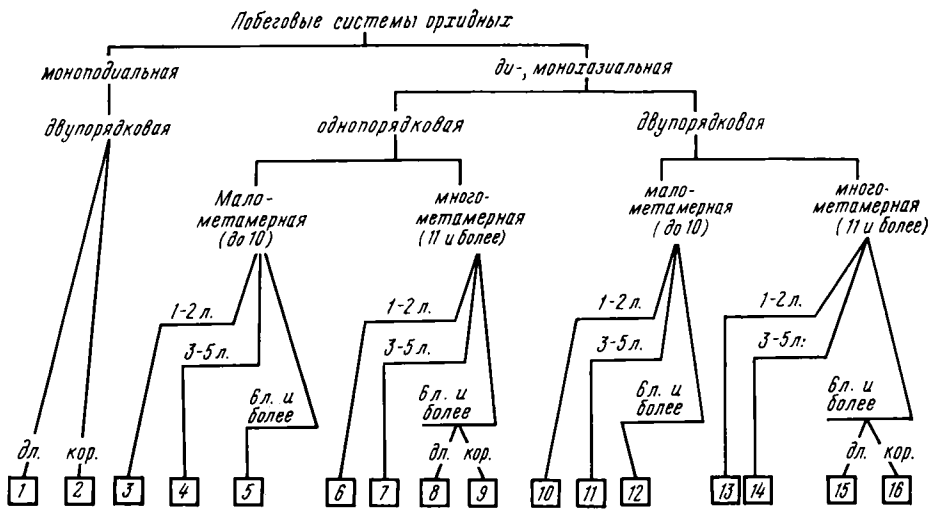 Побеговые системы орхидных
моноподиальная
ди-, монохазиальная
двупорядковая
однопорядковая
двупорядковая
Мало-
метамерная
(до 10)
много-
метамерная
(11 и более)
мало-
метамерная
(до 10)
много-
метамерная
(11 и более)
1-2 л.
1-2 л.
1-2 л.
1-2 л.
3-5 л.
3-5 л.
3-5 л.
3-5 л.
6 л. и
более
6 л. и
более
6 л. и
более
6 л. и
более
дл. кор. дл. кор. дл. кор.
1 2 3 4 5 6 7 8 9 10 11 12 13 14 15 16